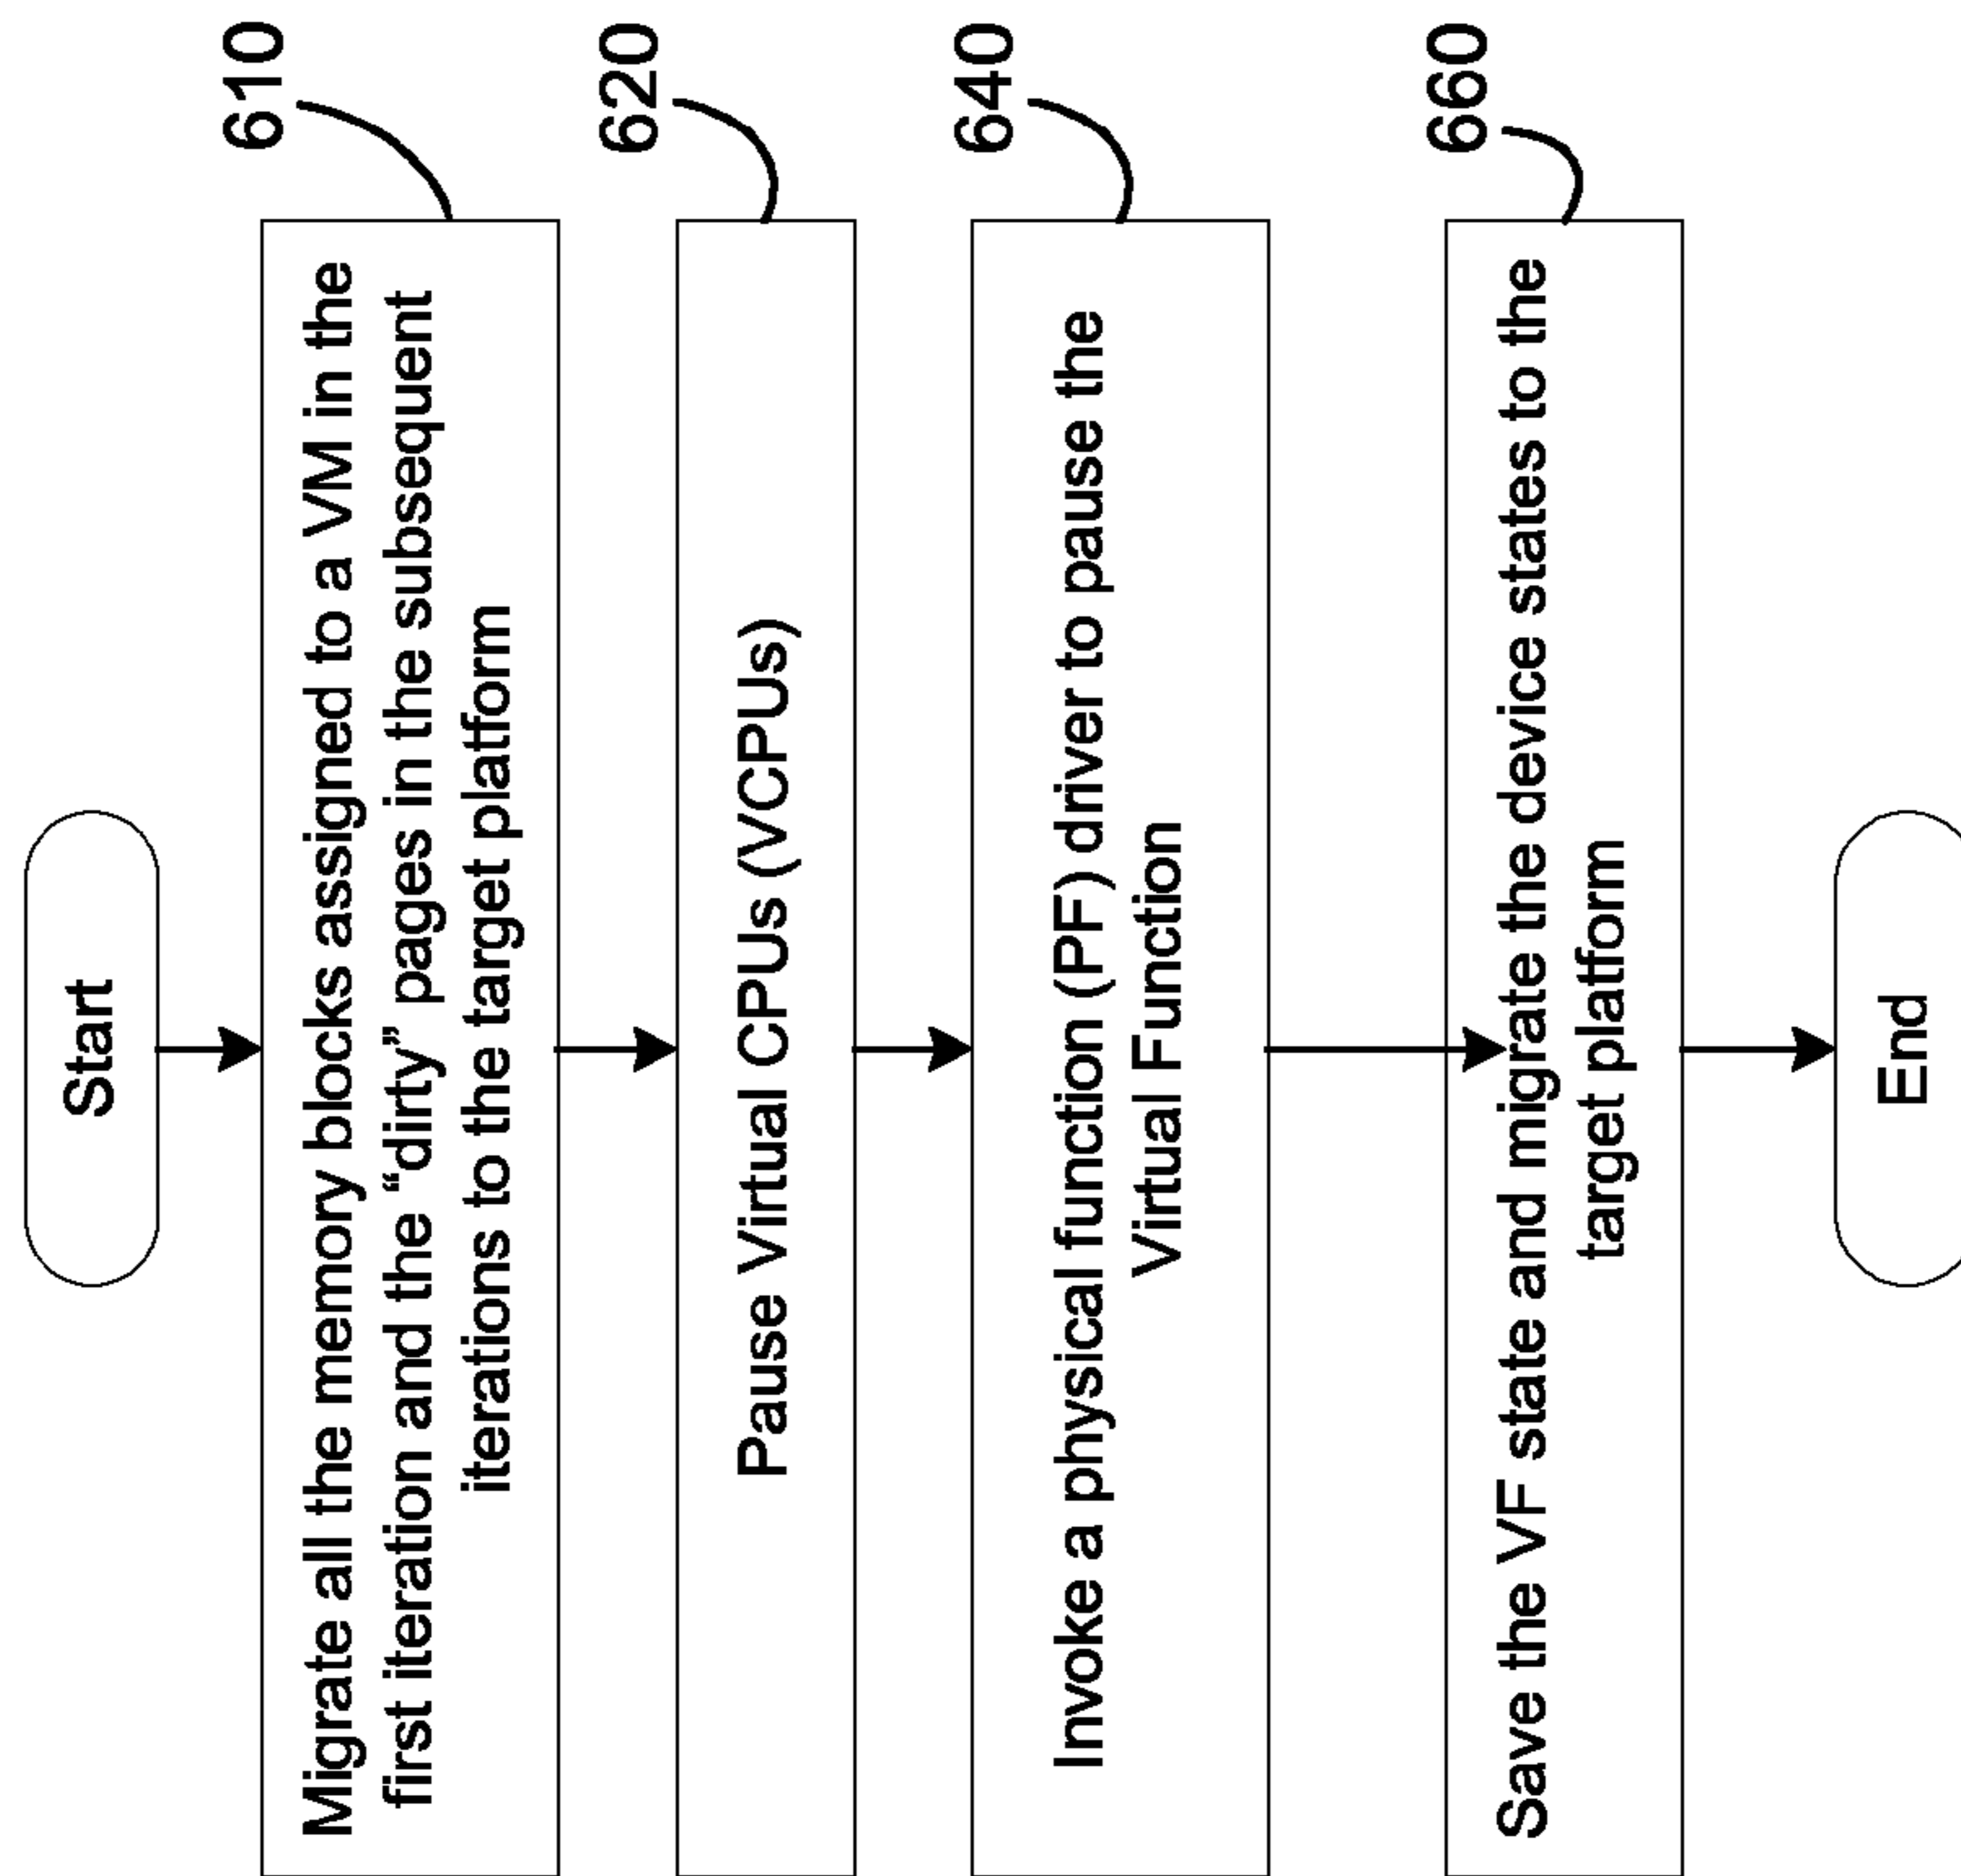 Start
610
Migrate all the memory blocks assigned to a VM in the
first iteration and the “dirty” pages in the subsequent
iterations to the target platform
620
Pause Virtual CPUs (VCPUs)
640
Invoke a physical function (PF) driver to pause the
Virtual Function
660
Save the VF state and migrate the device states to the
target platform
End